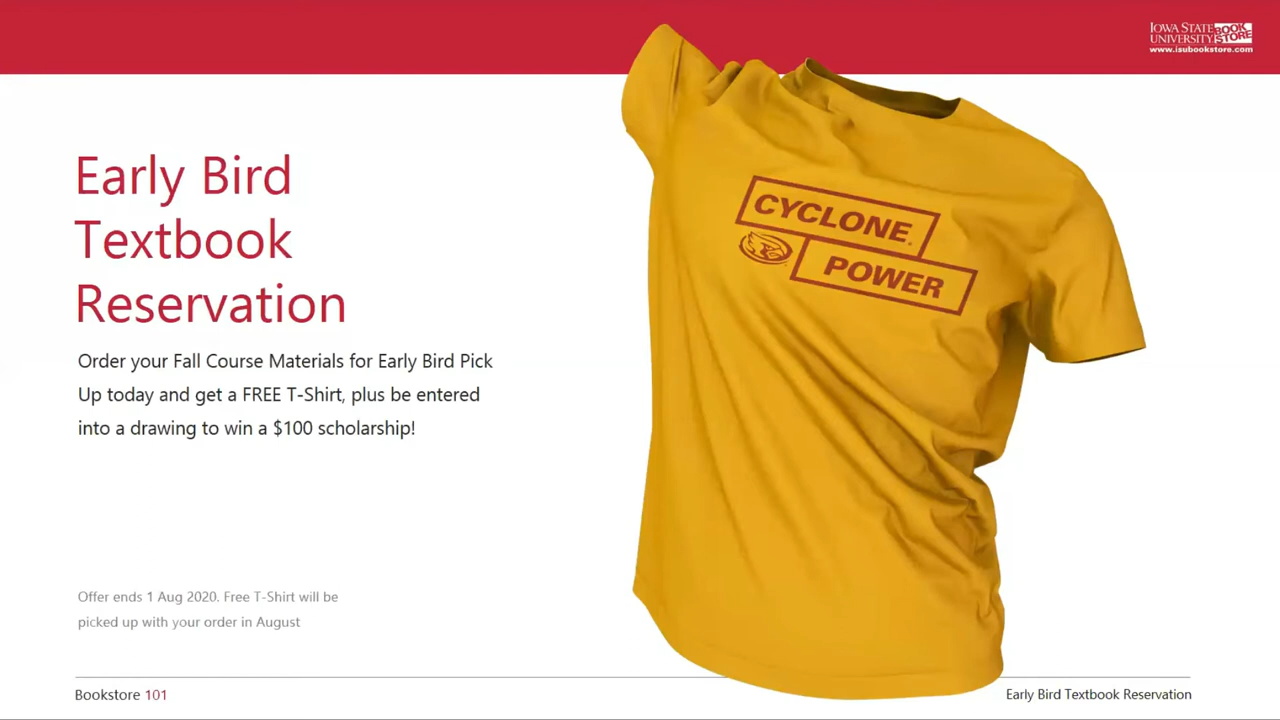 IOWA STATE
UNIVERSITY
BOOK
STORE
www.isubookstore.com
Early Bird
Textbook
Reservation
Order your Fall Course Materials for Early Bird Pick
Up today and get a FREE T-Shirt, plus be entered
into a drawing to win a $100 scholarship!
CYCLONE
POWER
Offer ends 1 Aug 2020. Free T-Shirt will be
picked up with your order in August
Bookstore 101
Early Bird Textbook Reservation